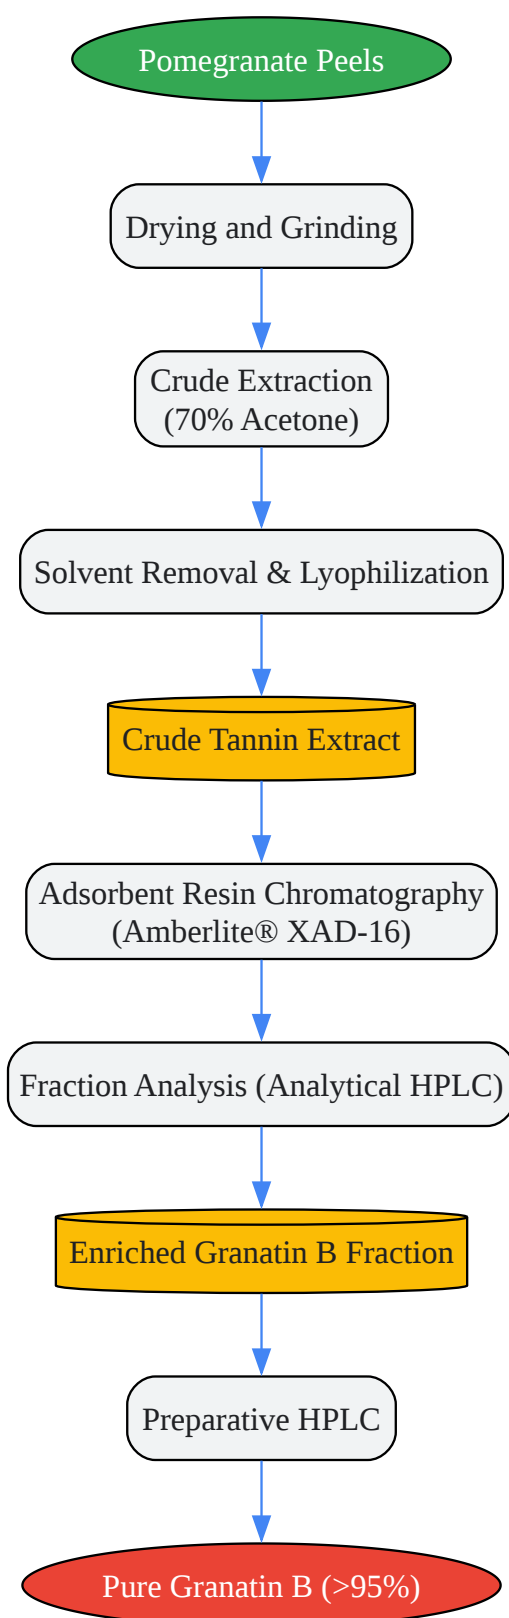 Pomegranate Peels
Drying and Grinding
Crude Extraction
(70% Acetone)
Solvent Removal & Lyophilization
Crude Tannin Extract
Adsorbent Resin Chromatography
(Amberlite® XAD-16)
Fraction Analysis (Analytical HPLC)
Enriched Granatin B Fraction
Preparative HPLC
Pure Granatin B (>95%)